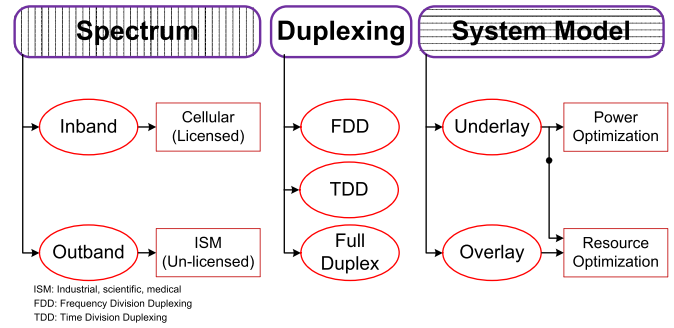 Spectrum
Duplexing
System Model
Inband
Cellular
(Licensed)
FDD
Underlay
Power
Optimization
TDD
Outband
ISM
(Un-licensed)
Full
Duplex
Overlay
Resource
Optimization
ISM: Industrial, scientific, medical
FDD: Frequency Division Duplexing
TDD: Time Division Duplexing